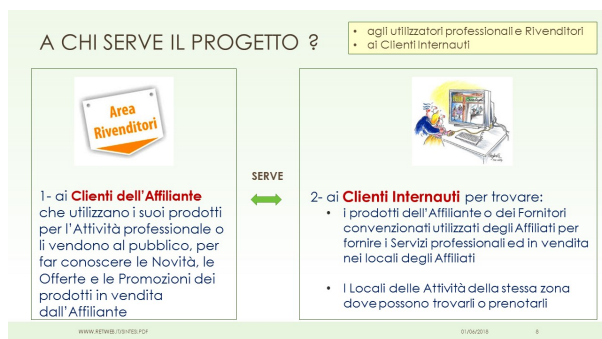 A CHI SERVE IL PROGETTO ?
• agli utilizzatori professionali e Rivenditori
• ai Clienti Internauti
Area
Rivenditori
1- ai Clienti dell'Affiliante
che utilizzano i suoi prodotti
per l'Attività professionale o
li vendono al pubblico, per
far conoscere le Novità, le
Offerte e le Promozioni dei
prodotti in vendita
dall'Affiliante
SERVE
2- ai Clienti Internauti per trovare:
• i prodotti dell'Affiliante o dei Fornitori
convenzionati utilizzati degli Affiliati per
fornire i Servizi professionali ed in vendita
nei locali degli Affiliati
• I Locali delle Attività della stessa zona
dove possono trovarli o prenotarli
01/06/2018
8